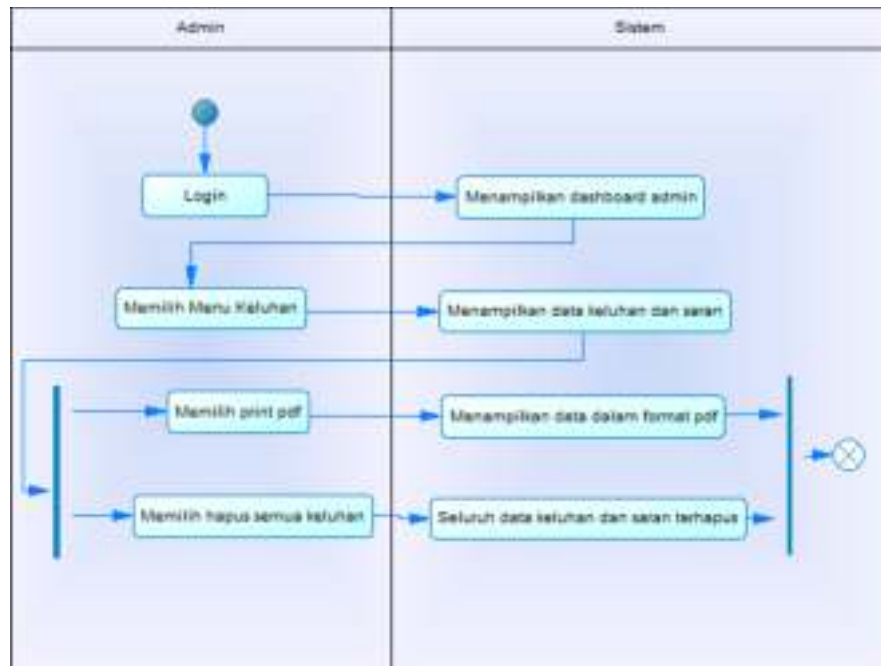 Admin
Sistem
Login
Menampilkan dashboard admin
Memilih Menu Keluhan
Menampilkan data keluhan dan saran
Memilih print pdf
Menampilkan data dalam format pdf
Memilih hapus semua keluhan
Seluruh data keluhan dan saran terhapus